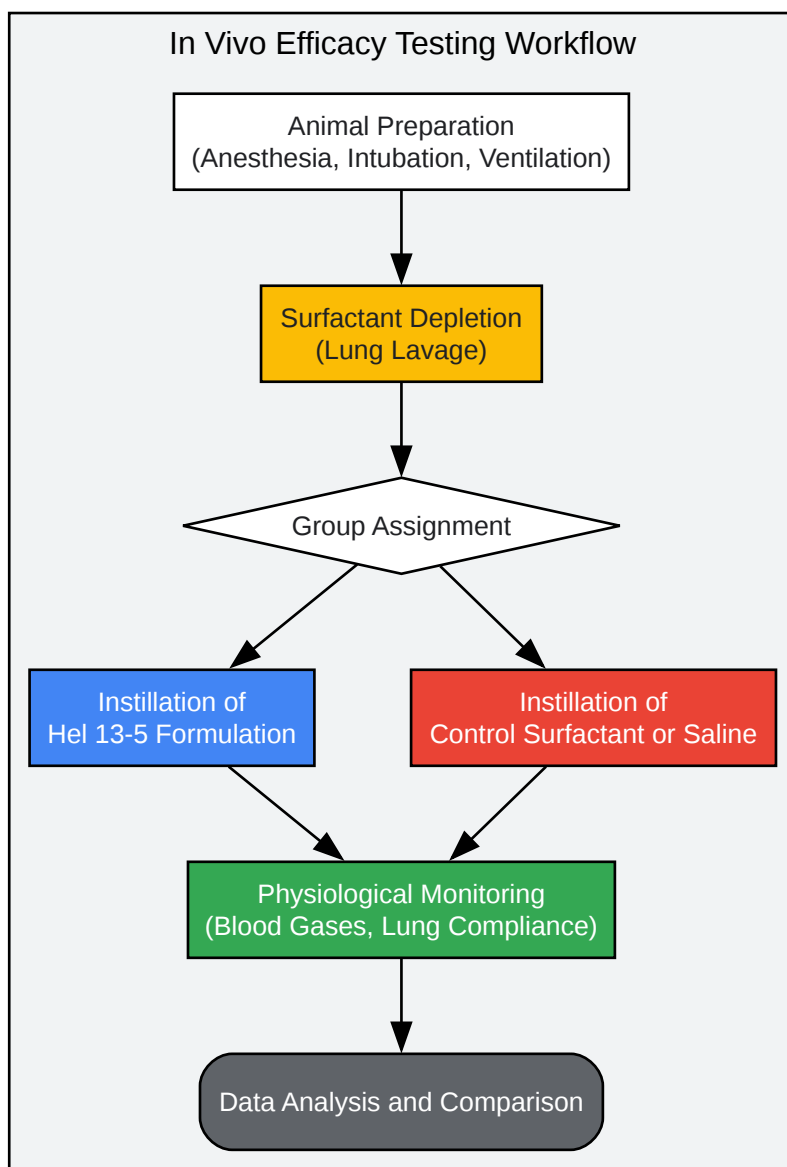 In Vivo Efficacy Testing Workflow
Animal Preparation
(Anesthesia, Intubation, Ventilation)
Surfactant Depletion
(Lung Lavage)
Group Assignment
Instillation of
Hel 13-5 Formulation
Instillation of
Control Surfactant or Saline
Physiological Monitoring
(Blood Gases, Lung Compliance)
Data Analysis and Comparison